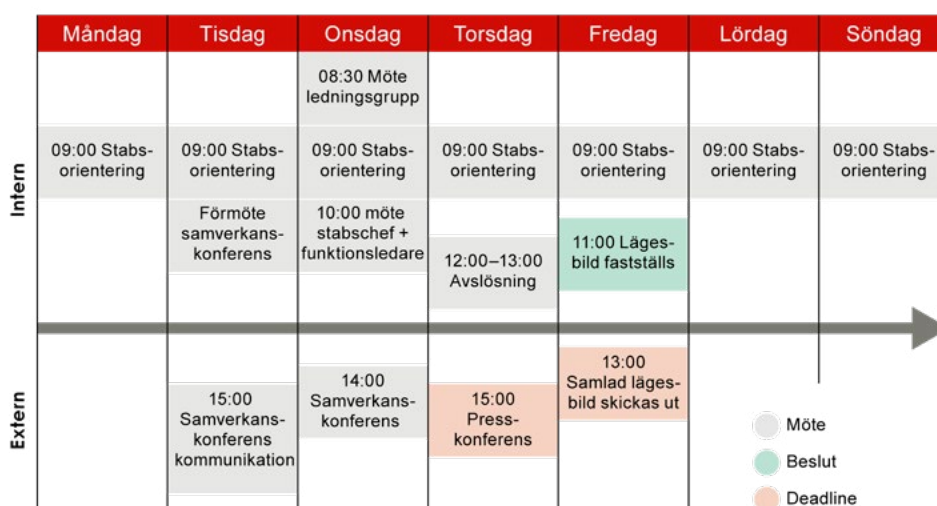 Måndag Tisdag Onsdag Torsdag Fredag Lördag Söndag
Intern
08:30 Möte
ledningsgrupp
09:00 Stabs-
orientering
09:00 Stabs-
orientering
09:00 Stabs-
orientering
09:00 Stabs-
orientering
09:00 Stabs-
orientering
09:00 Stabs-
orientering
09:00 Stabs-
orientering
Förmöte
samverkans-
konferens
10:00 möte
stabschef +
funktionsledare
12:00–13:00
Avslösning
11:00 Läges-
bild fastställs
Extern
15:00
Samverkans-
konferens
kommunikation
14:00
Samverkans-
konferens
15:00
Press-
konferens
13:00
Samlad läges-
bild skickas ut
Möte
Beslut
Deadline